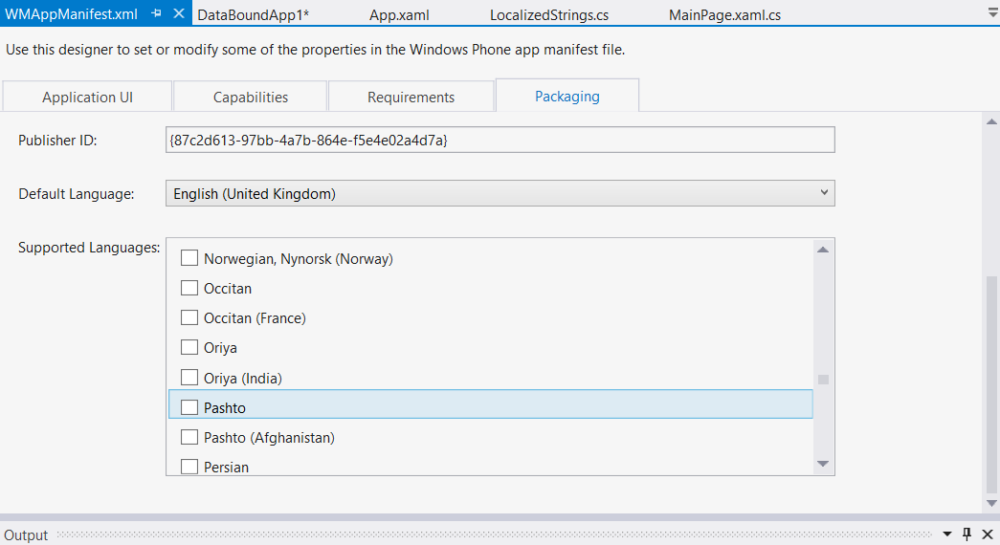 WMAppManifest.xml DataBoundApp1* App.xaml LocalizedStrings.cs MainPage.xaml.cs
Use this designer to set or modify some of the properties in the Windows Phone app manifest file.
Application UI Capabilities Requirements Packaging
Publisher ID: {87c2d613-97bb-4a7b-864e-f5e4e02a4d7a}
Default Language: English (United Kingdom)
Supported Languages:
Norwegian, Nynorsk (Norway)
Occitan
Occitan (France)
Oriya
Oriya (India)
Pashto
Pashto (Afghanistan)
Persian
Output